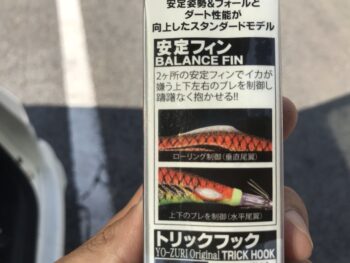 安定姿勢&フォールと
ダート性能が
向上したスタンダードモデル
安定フィン
BALANCE FIN
2ヶ所の安定フィンでイカが
嫌う上下左右のブレを制御し
躊躇なく抱かせる!!
ローリング制御(垂直尾翼)
上下のブレを制御(水平尾翼)
トリックフック
YO-ZURI Original TRICK HOOK